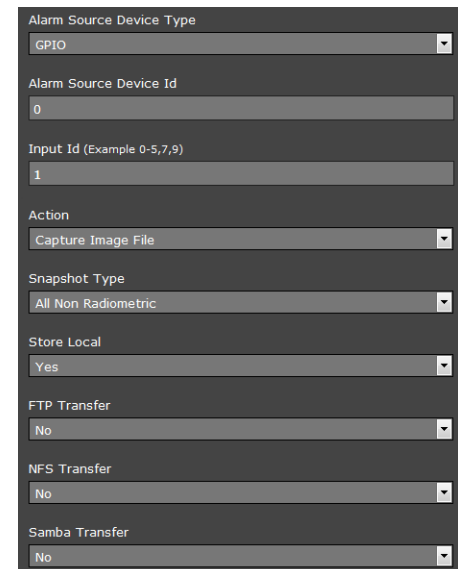 Alarm Source Device Type
GPIO
Alarm Source Device Id
0
Input Id (Example 0-5,7,9)
1
Action
Capture Image File
Snapshot Type
All Non Radiometric
Store Local
Yes
FTP Transfer
No
NFS Transfer
No
Samba Transfer
No